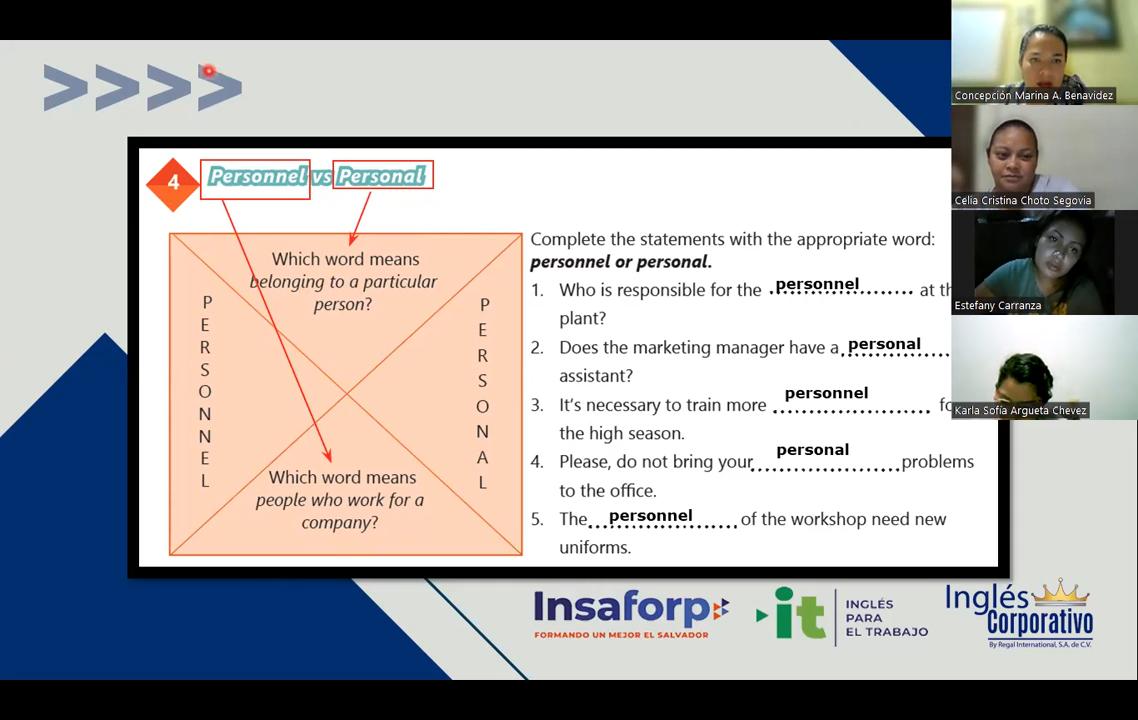 >>>>
4 Personnel vs Personal
Which word means
belonging to a particular
person?
PERSONNEL
PERSONAL
Which word means
people who work for a
company?
Complete the statements with the appropriate word:
personnel or personal.
1. Who is responsible for the personnel at
plant?
2. Does the marketing manager have a personal
assistant?
3. It's necessary to train more personnel
the high season.
4. Please, do not bring your personal problems
to the office.
5. The personnel of the workshop need new
uniforms.
Insaforp
FORMANDO UN MEJOR EL SALVADOR
it
INGLÉS
PARA
EL TRABAJO
Inglés
Corporativo
By Regal International, S.A. de C.V.
Concepción Marina A. Benavidez
Celia Cristina Choto Segovia
Estefany Carranza
Karla Sofía Argueta Chevez